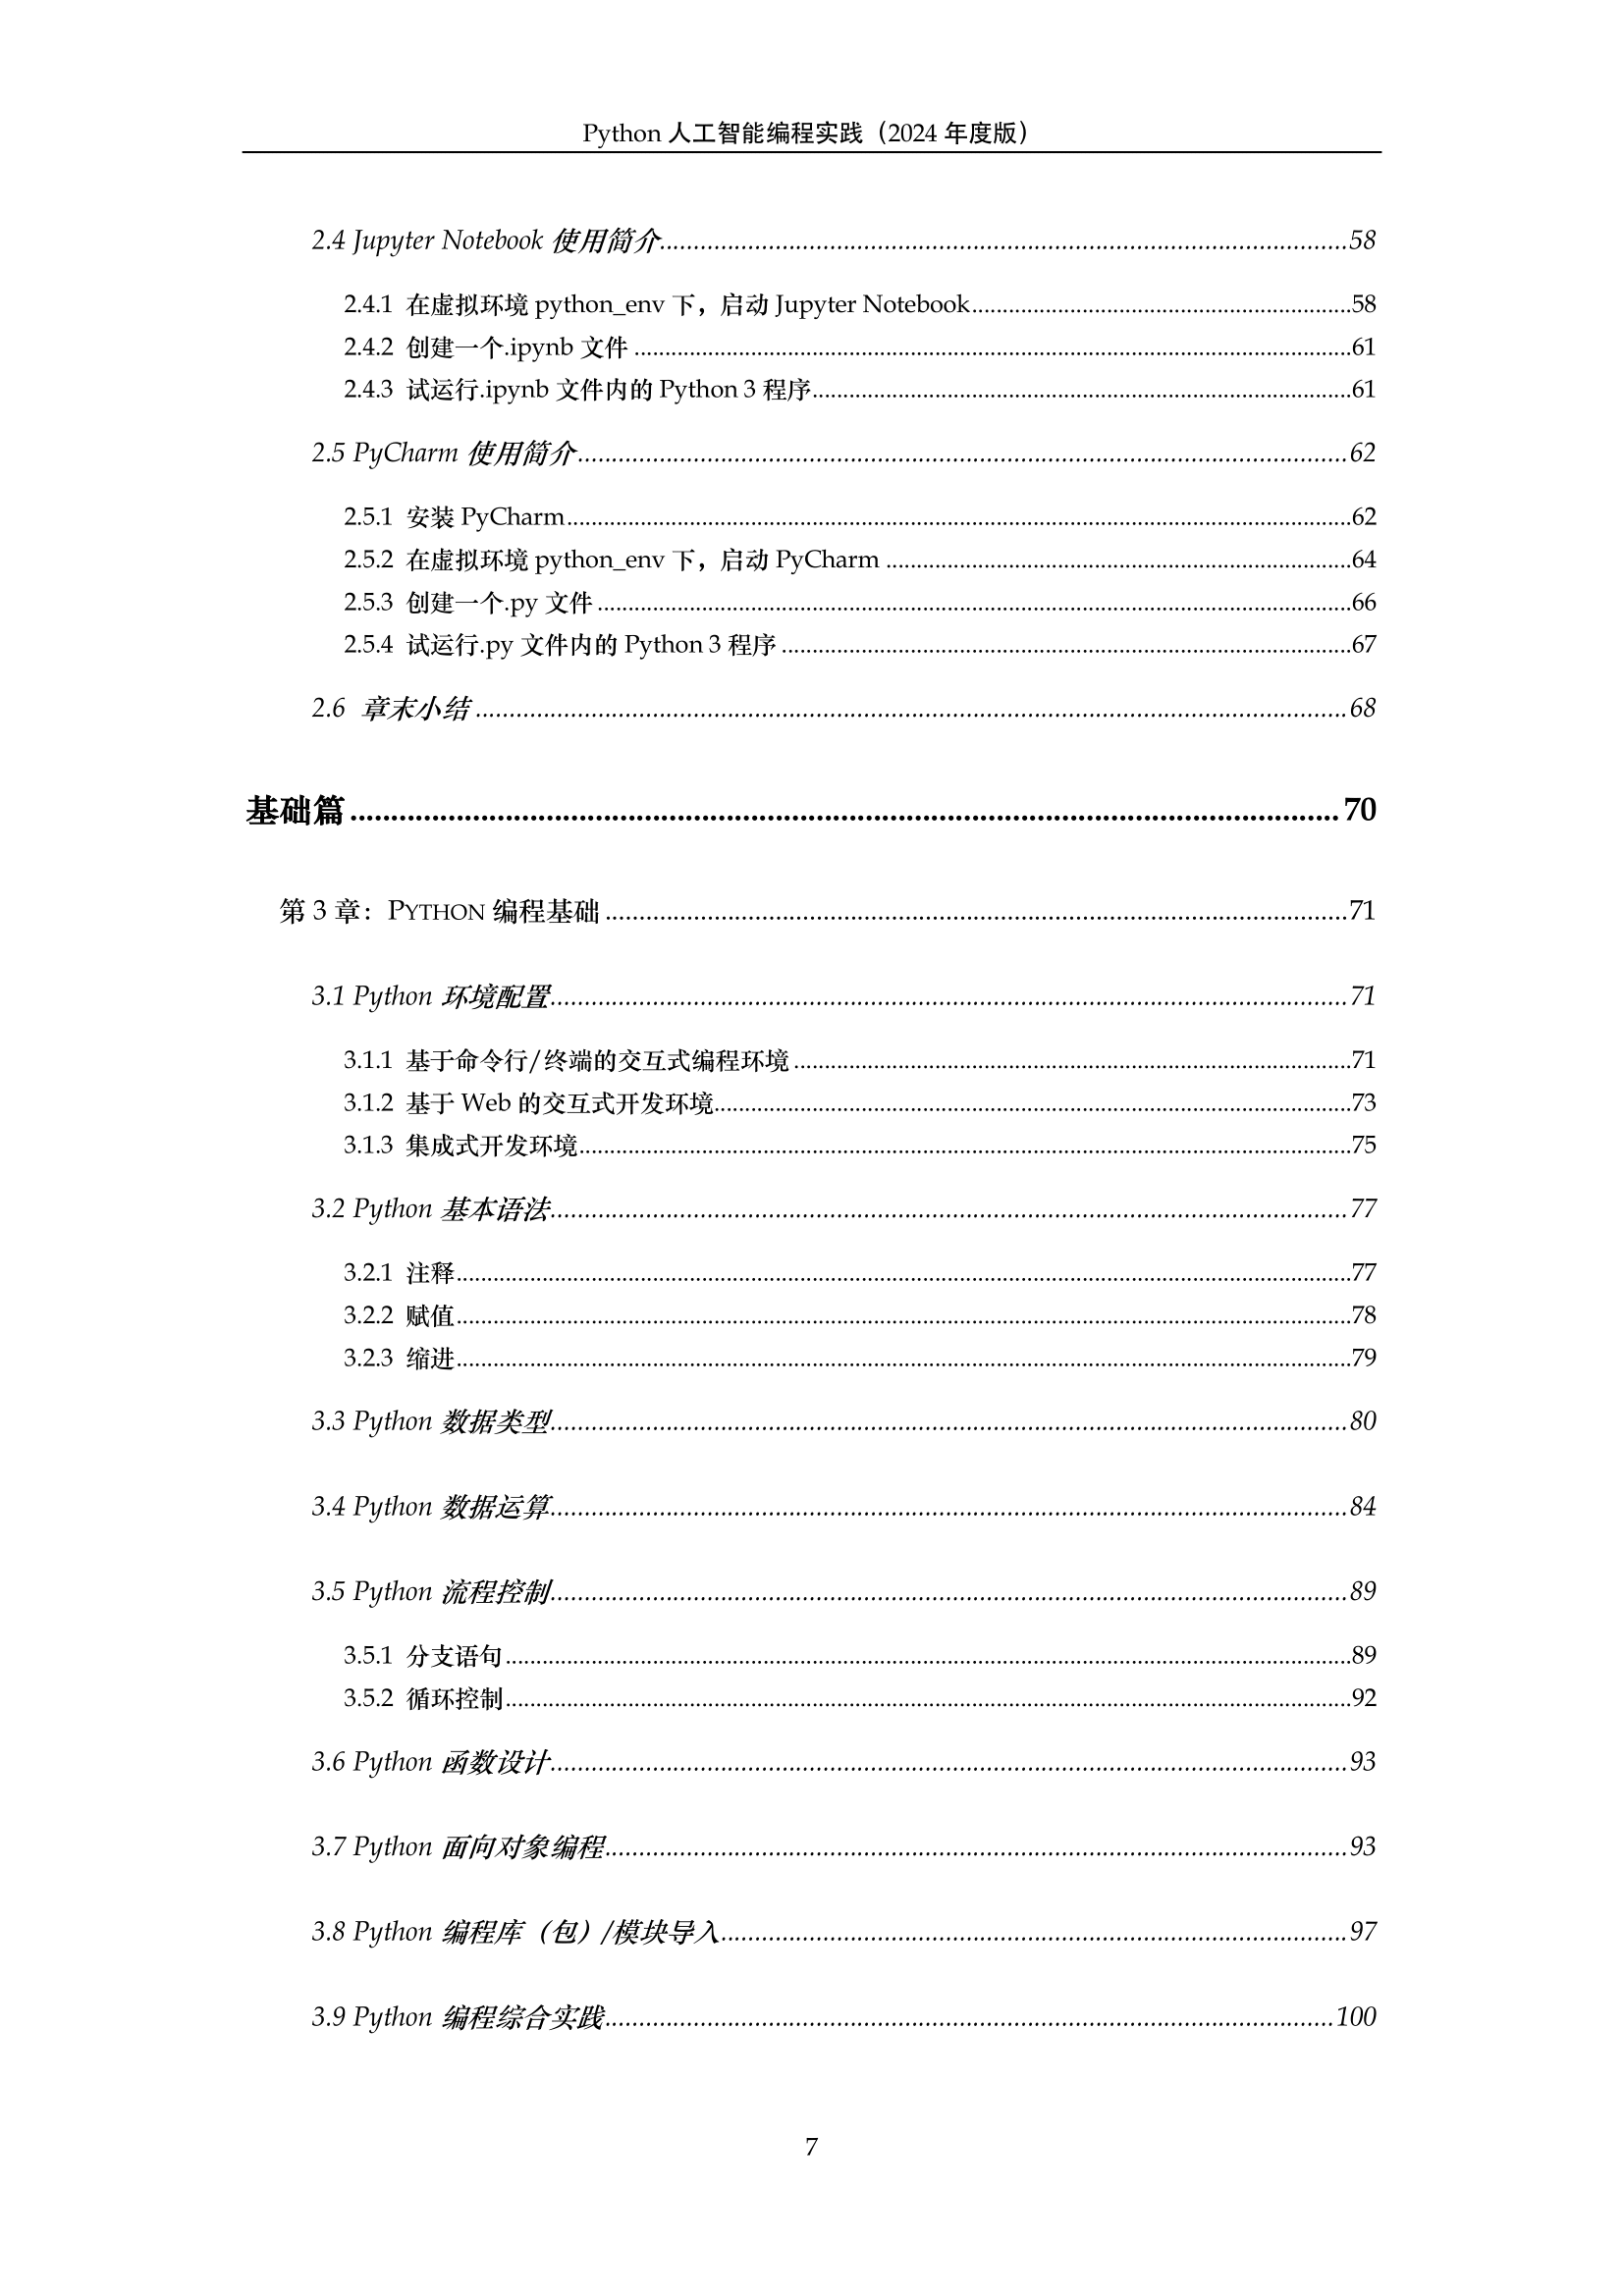 Python 人工智能编程实践（2024 年度版）
2.4 Jupyter Notebook 使用简介........58
2.4.1 在虚拟环境 python_env 下，启动 Jupyter Notebook........58
2.4.2 创建一个.ipynb 文件........61
2.4.3 试运行.ipynb 文件内的 Python 3 程序........61
2.5 PyCharm 使用简介........62
2.5.1 安装 PyCharm........62
2.5.2 在虚拟环境 python_env 下，启动 PyCharm........64
2.5.3 创建一个.py 文件........66
2.5.4 试运行.py 文件内的 Python 3 程序........67
2.6 章末小结........68
基础篇........70
第 3 章：PYTHON 编程基础........71
3.1 Python 环境配置........71
3.1.1 基于命令行/终端的交互式编程环境........71
3.1.2 基于 Web 的交互式开发环境........73
3.1.3 集成式开发环境........75
3.2 Python 基本语法........77
3.2.1 注释........77
3.2.2 赋值........78
3.2.3 缩进........79
3.3 Python 数据类型........80
3.4 Python 数据运算........84
3.5 Python 流程控制........89
3.5.1 分支语句........89
3.5.2 循环控制........92
3.6 Python 函数设计........93
3.7 Python 面向对象编程........93
3.8 Python 编程库（包）/模块导入........97
3.9 Python 编程综合实践........100
7